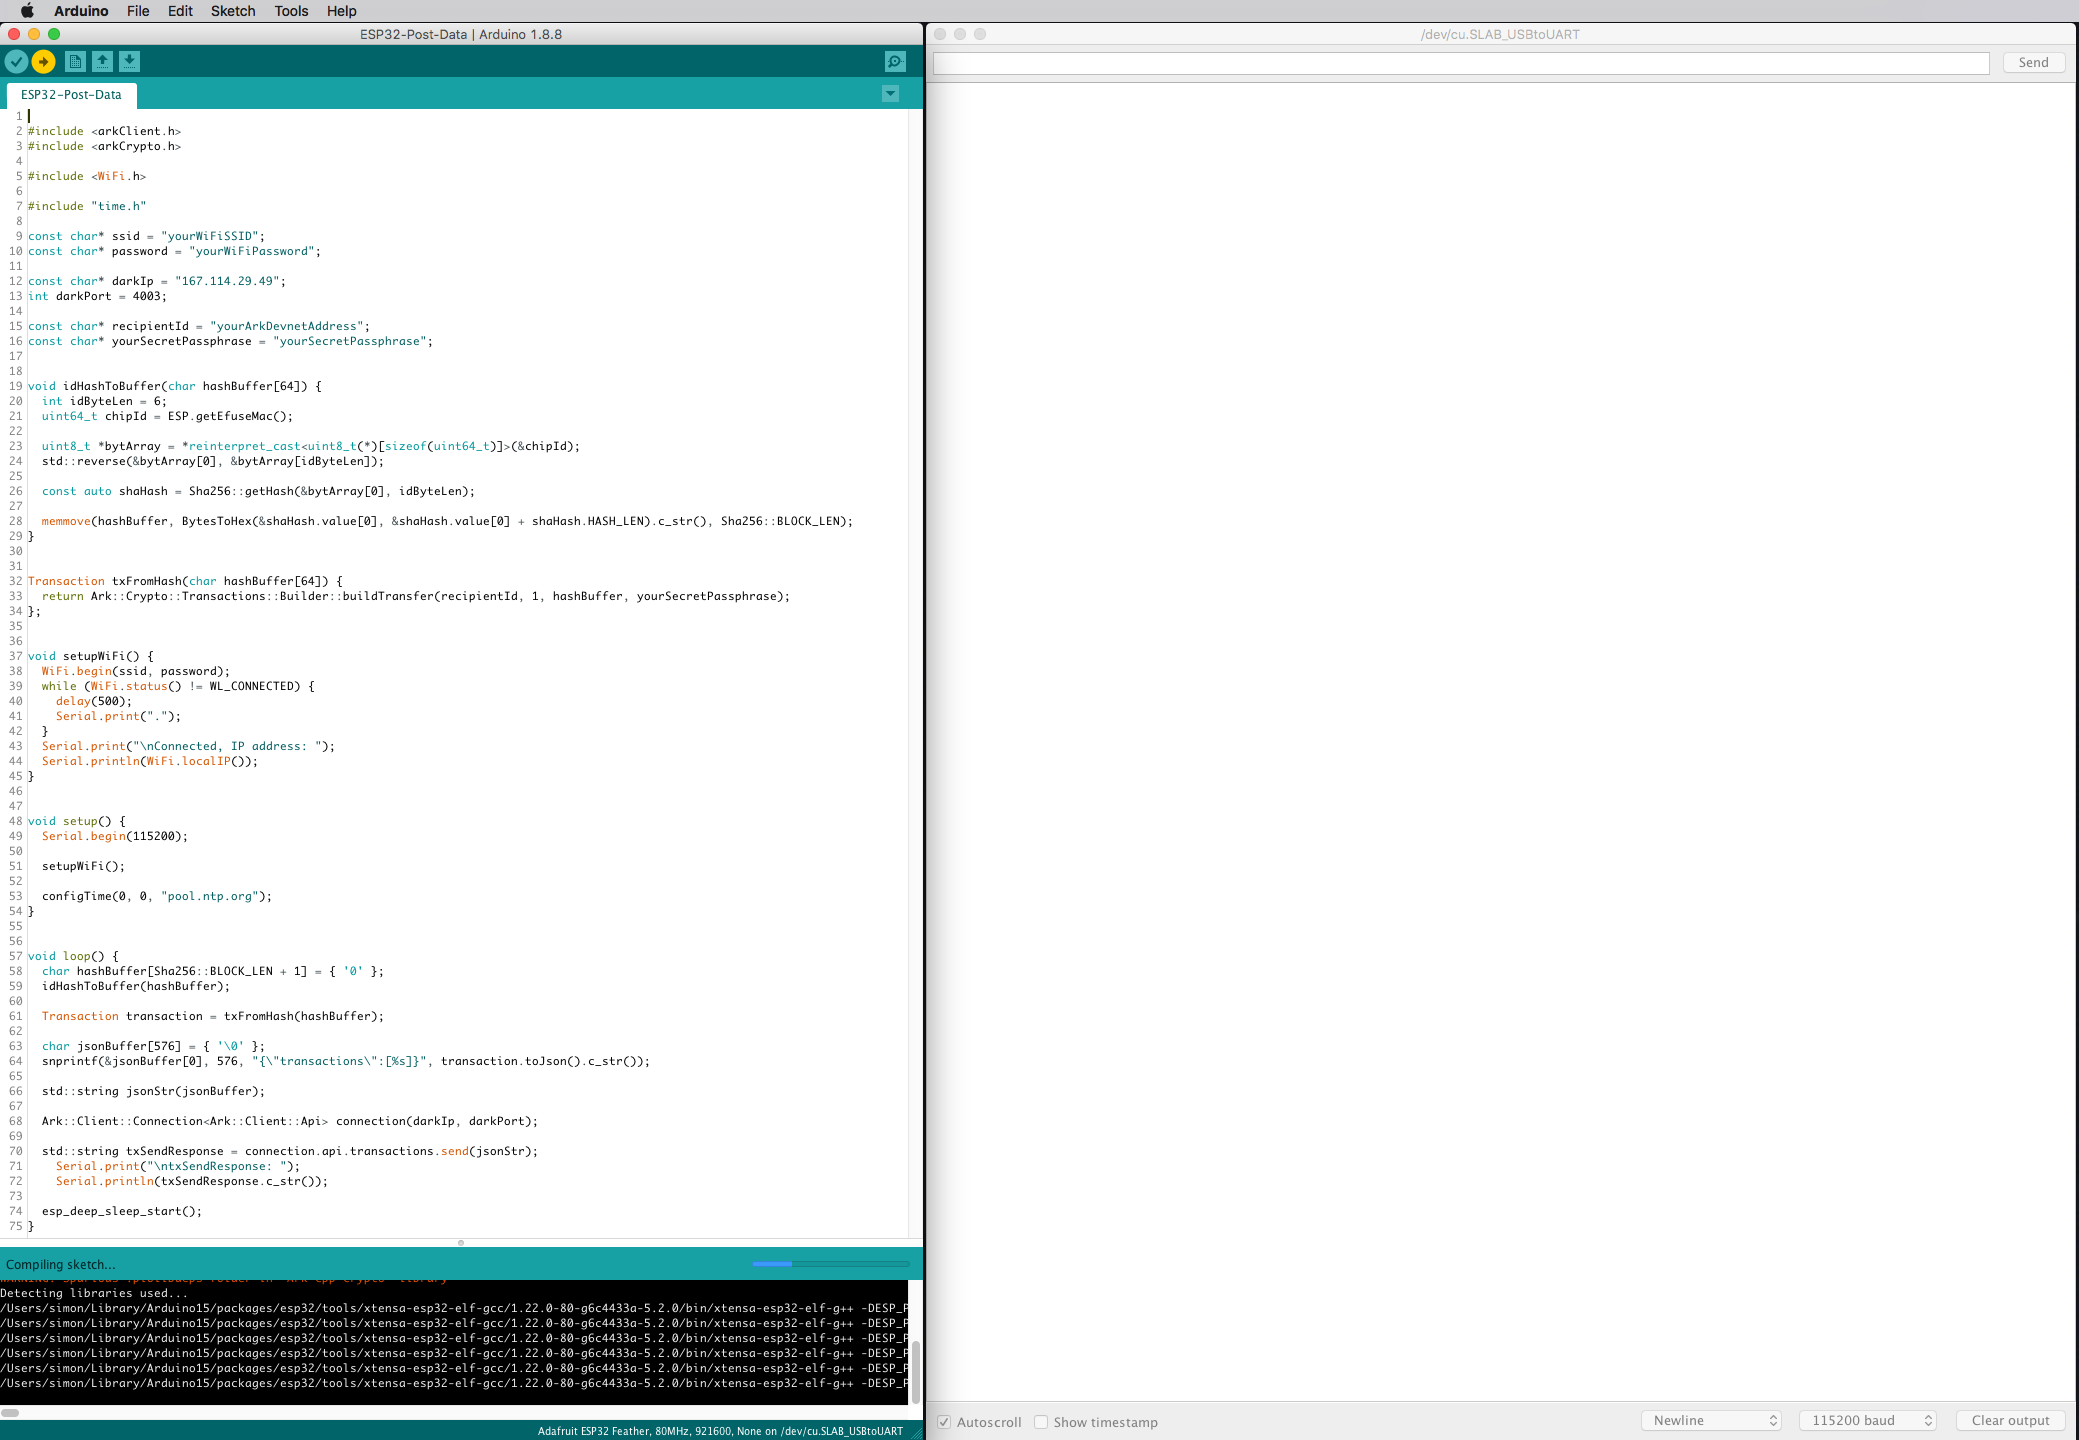 Arduino File Edit Sketch Tools Help
ESP32-Post-Data | Arduino 1.8.8
ESP32-Post-Data
1
2 #include <arkClient.h>
3 #include <arkCrypto.h>
4
5 #include <WiFi.h>
6
7 #include "time.h"
8
9 const char* ssid = "yourWiFiSSID";
10 const char* password = "yourWiFiPassword";
11
12 const char* darkIp = "167.114.29.49";
13 int darkPort = 4003;
14
15 const char* recipientId = "yourArkDevnetAddress";
16 const char* yourSecretPassphrase = "yourSecretPassphrase";
17
18
19 void idHashToBuffer(char hashBuffer[64]) {
20   int idByteLen = 6;
21   uint64_t chipId = ESP.getEfuseMac();
22
23   uint8_t *bytArray = *reinterpret_cast<uint8_t(*)[sizeof(uint64_t)]>(&chipId);
24   std::reverse(&bytArray[0], &bytArray[idByteLen]);
25
26   const auto shaHash = Sha256::getHash(&bytArray[0], idByteLen);
27
28   memmove(hashBuffer, BytesToHex(&shaHash.value[0], &shaHash.value[0] + shaHash.HASH_LEN).c_str(), Sha256::BLOCK_LEN);
29 }
30
31
32 Transaction txFromHash(char hashBuffer[64]) {
33   return Ark::Crypto::Transactions::Builder::buildTransfer(recipientId, 1, hashBuffer, yourSecretPassphrase);
34 };
35
36
37 void setupWiFi() {
38   WiFi.begin(ssid, password);
39   while (WiFi.status() != WL_CONNECTED) {
40     delay(500);
41     Serial.print(".");
42   }
43   Serial.print("\nConnected, IP address: ");
44   Serial.println(WiFi.localIP());
45 }
46
47
48 void setup() {
49   Serial.begin(115200);
50
51   setupWiFi();
52
53   configTime(0, 0, "pool.ntp.org");
54 }
55
56
57 void loop() {
58   char hashBuffer[Sha256::BLOCK_LEN + 1] = { '0' };
59   idHashToBuffer(hashBuffer);
60
61   Transaction transaction = txFromHash(hashBuffer);
62
63   char jsonBuffer[576] = { '\0' };
64   snprintf(&jsonBuffer[0], 576, "{\"transactions\":[%s]}", transaction.toJson().c_str());
65
66   std::string jsonStr(jsonBuffer);
67
68   Ark::Client::Connection<Ark::Client::Api> connection(darkIp, darkPort);
69
70   std::string txSendResponse = connection.api.transactions.send(jsonStr);
71     Serial.print("\ntxSendResponse: ");
72     Serial.println(txSendResponse.c_str());
73
74   esp_deep_sleep_start();
75 }
Compiling sketch...
Detecting libraries used...
/Users/simon/Library/Arduino15/packages/esp32/tools/xtensa-esp32-elf-gcc/1.22.0-80-g6c4433a-5.2.0/bin/xtensa-esp32-elf-g++ -DESP_P
/Users/simon/Library/Arduino15/packages/esp32/tools/xtensa-esp32-elf-gcc/1.22.0-80-g6c4433a-5.2.0/bin/xtensa-esp32-elf-g++ -DESP_P
/Users/simon/Library/Arduino15/packages/esp32/tools/xtensa-esp32-elf-gcc/1.22.0-80-g6c4433a-5.2.0/bin/xtensa-esp32-elf-g++ -DESP_P
/Users/simon/Library/Arduino15/packages/esp32/tools/xtensa-esp32-elf-gcc/1.22.0-80-g6c4433a-5.2.0/bin/xtensa-esp32-elf-g++ -DESP_P
/Users/simon/Library/Arduino15/packages/esp32/tools/xtensa-esp32-elf-gcc/1.22.0-80-g6c4433a-5.2.0/bin/xtensa-esp32-elf-g++ -DESP_P
/Users/simon/Library/Arduino15/packages/esp32/tools/xtensa-esp32-elf-gcc/1.22.0-80-g6c4433a-5.2.0/bin/xtensa-esp32-elf-g++ -DESP_P
Adafruit ESP32 Feather, 80MHz, 921600, None on /dev/cu.SLAB_USBtoUART
/dev/cu.SLAB_USBtoUART
Send
Autoscroll Show timestamp Newline 115200 baud Clear output